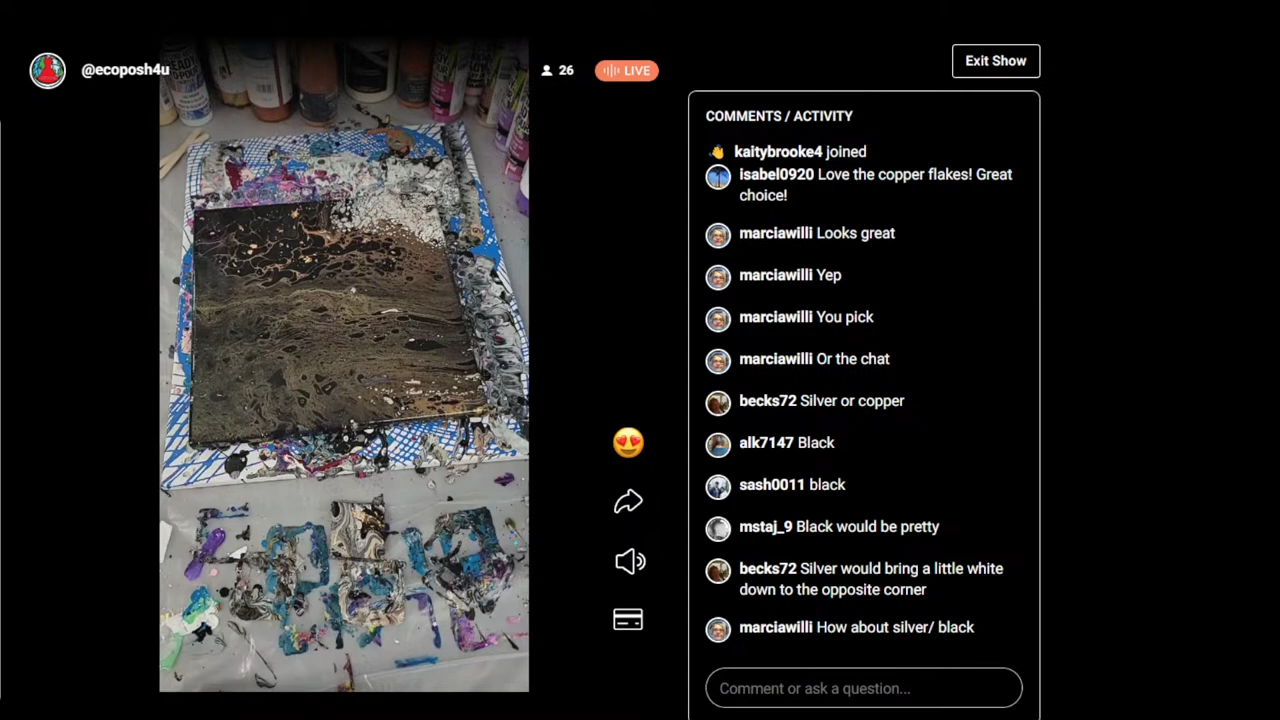 @ecoposh4u
26
LIVE
Exit Show
COMMENTS / ACTIVITY
kaitybrooke4 joined
isabel0920 Love the copper flakes! Great
choice!
marciawilli Looks great
marciawilli Yep
marciawilli You pick
marciawilli Or the chat
becks72 Silver or copper
alk7147 Black
sash0011 black
mstaj_9 Black would be pretty
becks72 Silver would bring a little white
down to the opposite corner
marciawilli How about silver/ black
Comment or ask a question...